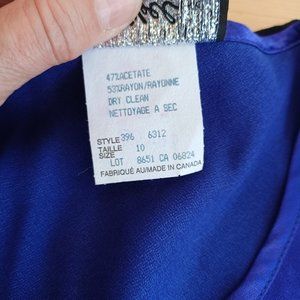 47%ACETATE
53%RAYON/RAYONNE
DRY CLEAN
NETTOYAGE A SEC
STYLE 396 6312
TAILLE 10
SIZE
LOT 8651 CA 06824
FABRIQUÉ AU/MADE IN CANADA